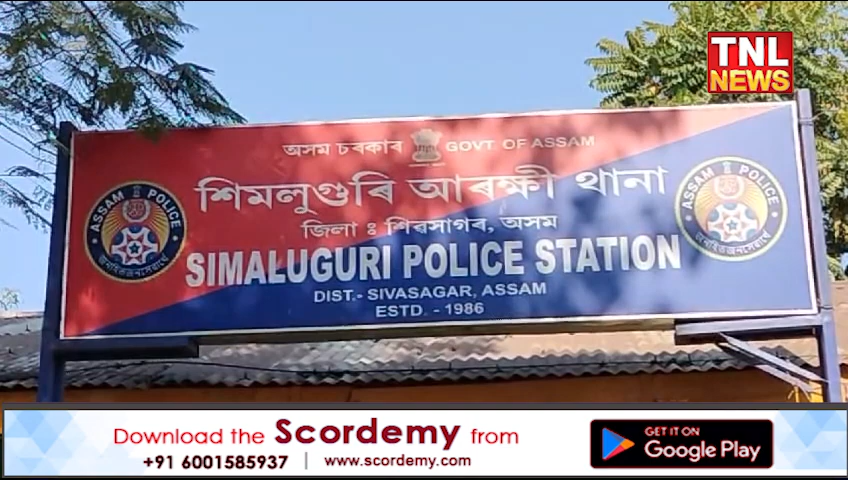 TNL
NEWS
অসম চৰকাৰ GOVT OF ASSAM
শিমলুগুৰি আৰক্ষী থানা
জিলা ঃ শিৱসাগৰ, অসম
SIMALUGURI POLICE STATION
DIST.- SIVASAGAR, ASSAM
ESTD. - 1986
ASSAM POLICE
ASSAM POLICE
Download the Scordemy from
+91 6001585937 | www.scordemy.com
GET IT ON
Google Play